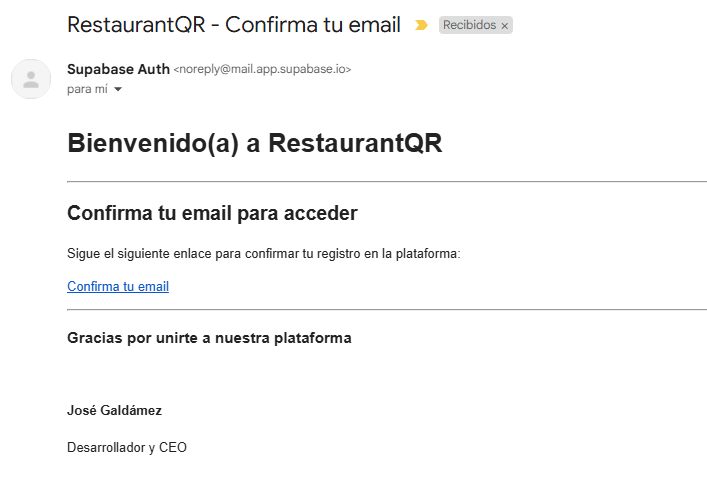 RestaurantQR - Confirma tu email
Recibidos ×
Supabase Auth <noreply@mail.app.supabase.io>
para mí
Bienvenido(a) a RestaurantQR
Confirma tu email para acceder
Sigue el siguiente enlace para confirmar tu registro en la plataforma:
Confirma tu email
Gracias por unirte a nuestra plataforma
José Galdámez
Desarrollador y CEO